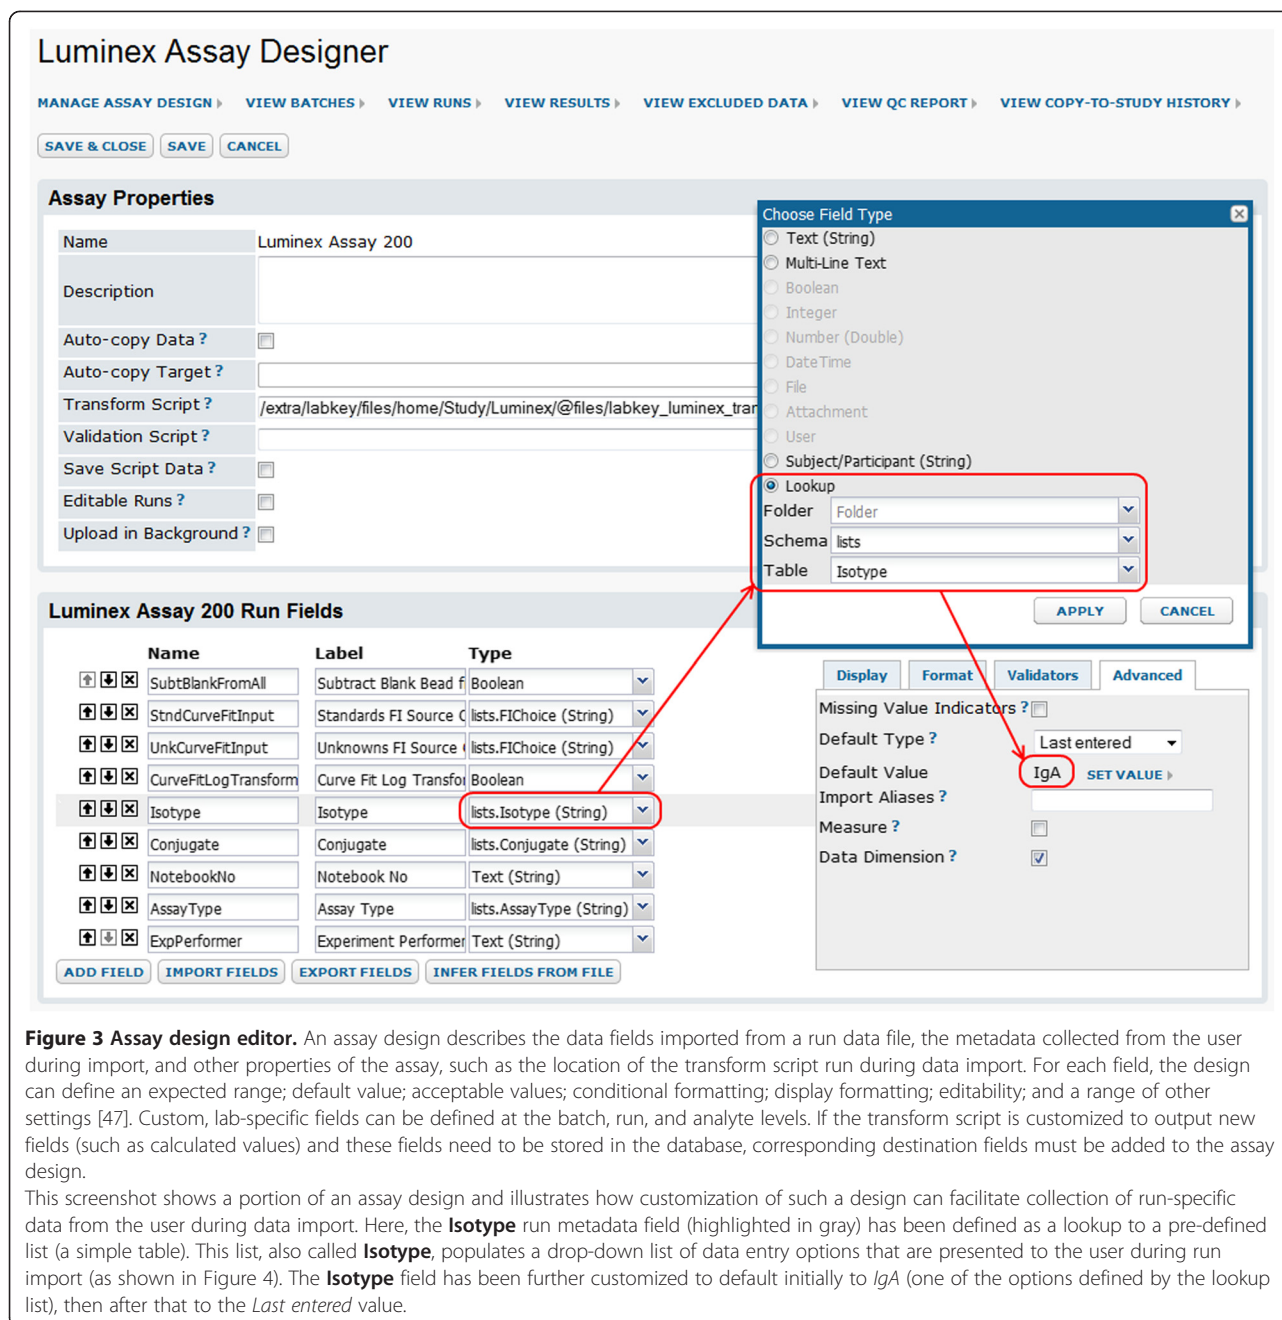 Luminex Assay Designer
MANAGE ASSAY DESIGN VIEW BATCHES VIEW RUNS VIEW RESULTS VIEW EXCLUDED DATA VIEW QC REPORT VIEW COPY-TO-STUDY HISTORY
SAVE & CLOSE SAVE CANCEL
Assay Properties
Name Luminex Assay 200
Description
Auto-copy Data ?
Auto-copy Target ?
Transform Script ? /extra/labkey/files/home/Study/Luminex/@files/labkey_luminex_tran
Validation Script ?
Save Script Data ?
Editable Runs ?
Upload in Background ?
Choose Field Type
Text (String)
Multi-Line Text
Boolean
Integer
Number (Double)
DateTime
File
Attachment
User
Subject/Participant (String)
Lookup
Folder Folder
Schema lists
Table Isotype
APPLY CANCEL
Luminex Assay 200 Run Fields
Name Label Type
SubtBlankFromAll Subtract Blank Bead f Boolean
StndCurveFitInput Standards FI Source C lists.FIChoice (String)
UnkCurveFitInput Unknowns FI Source lists.FIChoice (String)
CurveFitLogTransform Curve Fit Log Transfo Boolean
Isotype Isotype lists.Isotype (String)
Conjugate Conjugate lists.Conjugate (String)
NotebookNo Notebook No Text (String)
AssayType Assay Type lists.AssayType (String)
ExpPerformer Experiment Performer Text (String)
ADD FIELD IMPORT FIELDS EXPORT FIELDS INFER FIELDS FROM FILE
Display Format Validators Advanced
Missing Value Indicators ?
Default Type ? Last entered
Default Value IgA SET VALUE
Import Aliases ?
Measure ?
Data Dimension ?
Figure 3 Assay design editor. An assay design describes the data fields imported from a run data file, the metadata collected from the user
during import, and other properties of the assay, such as the location of the transform script run during data import. For each field, the design
can define an expected range; default value; acceptable values; conditional formatting; display formatting; editability; and a range of other
settings [47]. Custom, lab-specific fields can be defined at the batch, run, and analyte levels. If the transform script is customized to output new
fields (such as calculated values) and these fields need to be stored in the database, corresponding destination fields must be added to the assay
design.
This screenshot shows a portion of an assay design and illustrates how customization of such a design can facilitate collection of run-specific
data from the user during data import. Here, the Isotype run metadata field (highlighted in gray) has been defined as a lookup to a pre-defined
list (a simple table). This list, also called Isotype, populates a drop-down list of data entry options that are presented to the user during run
import (as shown in Figure 4). The Isotype field has been further customized to default initially to IgA (one of the options defined by the lookup
list), then after that to the Last entered value.